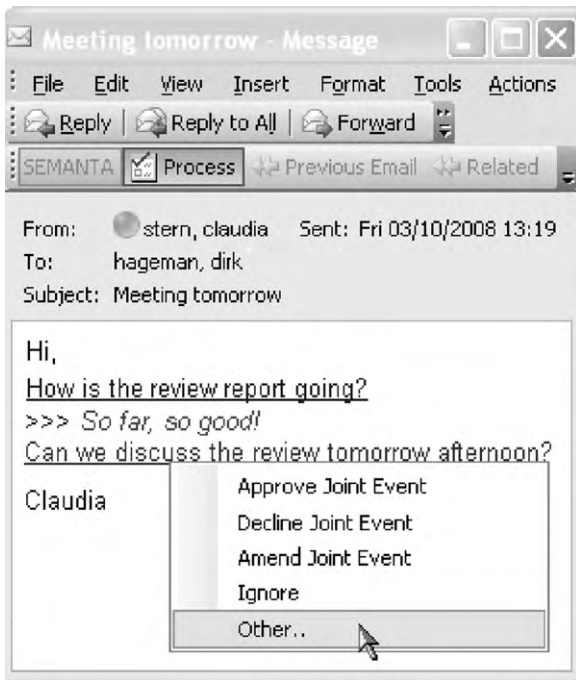 Meeting tomorrow - Message
File Edit View Insert Format Tools Actions
Reply Reply to All Forward
SEMANTA Process Previous Email Related
From: stern, claudia Sent: Fri 03/10/2008 13:19
To: hageman, dirk
Subject: Meeting tomorrow
Hi,
How is the review report going?
>>> So far, so good!
Can we discuss the review tomorrow afternoon?
Claudia
Approve Joint Event
Decline Joint Event
Amend Joint Event
Ignore
Other..